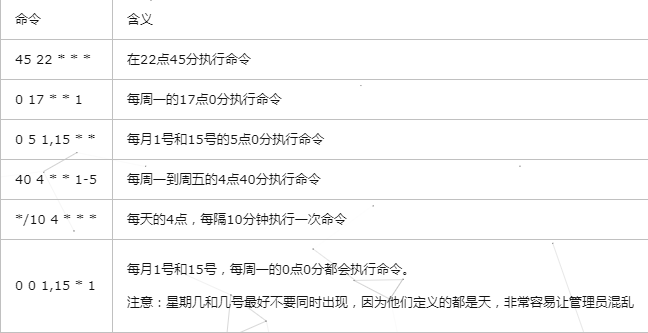 命令 含义
45 22 * * * 在22点45分执行命令
0 17 * * 1 每周一的17点0分执行命令
0 5 1,15 * * 每月1号和15号的5点0分执行命令
40 4 * * 1-5 每周一到周五的4点40分执行命令
*/10 4 * * * 每天的4点，每隔10分钟执行一次命令
0 0 1,15 * 1 每月1号和15号，每周一的0点0分都会执行命令。
注意：星期几和几号最好不要同时出现，因为他们定义的都是天，非常容易让管理员混乱